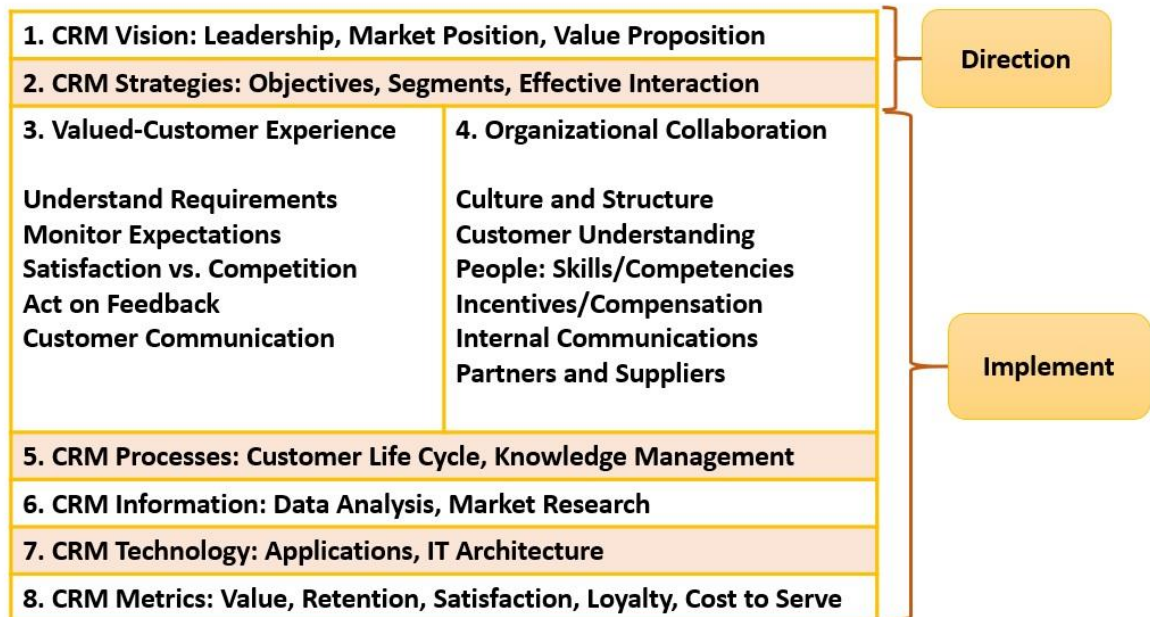 1. CRM Vision: Leadership, Market Position, Value Proposition
2. CRM Strategies: Objectives, Segments, Effective Interaction
Direction
3. Valued-Customer Experience
Understand Requirements
Monitor Expectations
Satisfaction vs. Competition
Act on Feedback
Customer Communication
4. Organizational Collaboration
Culture and Structure
Customer Understanding
People: Skills/Competencies
Incentives/Compensation
Internal Communications
Partners and Suppliers
5. CRM Processes: Customer Life Cycle, Knowledge Management
6. CRM Information: Data Analysis, Market Research
7. CRM Technology: Applications, IT Architecture
8. CRM Metrics: Value, Retention, Satisfaction, Loyalty, Cost to Serve
Implement